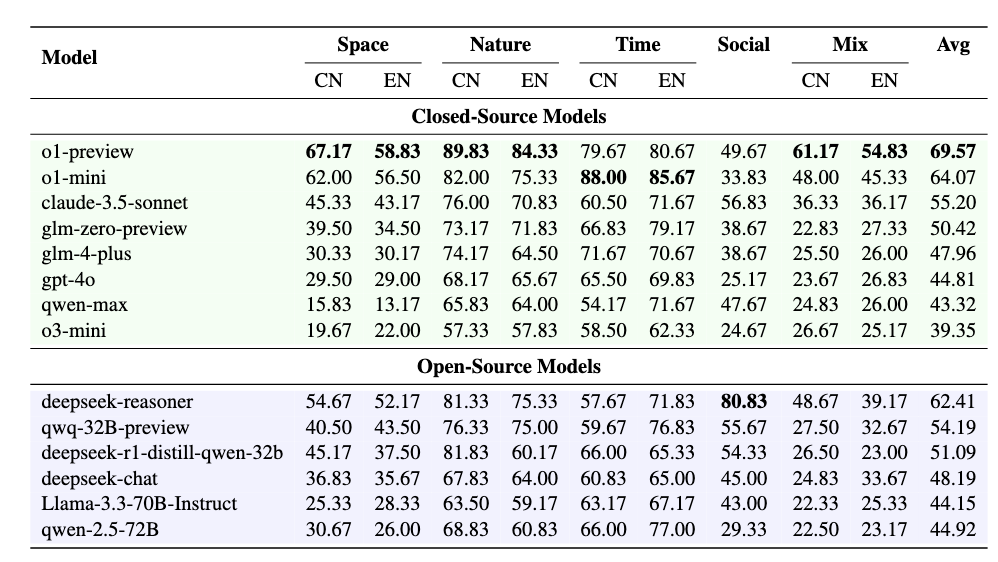 Model Space Nature Time Social Mix Avg
CN EN CN EN CN EN CN EN
Closed-Source Models
o1-preview 67.17 58.83 89.83 84.33 79.67 80.67 49.67 61.17 54.83 69.57
o1-mini 62.00 56.50 82.00 75.33 88.00 85.67 33.83 48.00 45.33 64.07
claude-3.5-sonnet 45.33 43.17 76.00 70.83 60.50 71.67 56.83 36.33 36.17 55.20
glm-zero-preview 39.50 34.50 73.17 71.83 66.83 79.17 38.67 22.83 27.33 50.42
glm-4-plus 30.33 30.17 74.17 64.50 71.67 70.67 38.67 25.50 26.00 47.96
gpt-4o 29.50 29.00 68.17 65.67 65.50 69.83 25.17 23.67 26.83 44.81
qwen-max 15.83 13.17 65.83 64.00 54.17 71.67 47.67 24.83 26.00 43.32
o3-mini 19.67 22.00 57.33 57.83 58.50 62.33 24.67 26.67 25.17 39.35
Open-Source Models
deepseek-reasoner 54.67 52.17 81.33 75.33 57.67 71.83 80.83 48.67 39.17 62.41
qwq-32B-preview 40.50 43.50 76.33 75.00 59.67 76.83 55.67 27.50 32.67 54.19
deepseek-r1-distill-qwen-32b 45.17 37.50 81.83 60.17 66.00 65.33 54.33 26.50 23.00 51.09
deepseek-chat 36.83 35.67 67.83 64.00 60.83 65.00 45.00 24.83 33.67 48.19
Llama-3.3-70B-Instruct 25.33 28.33 63.50 59.17 63.17 67.17 43.00 22.33 25.33 44.15
qwen-2.5-72B 30.67 26.00 68.83 60.83 66.00 77.00 29.33 22.50 23.17 44.92